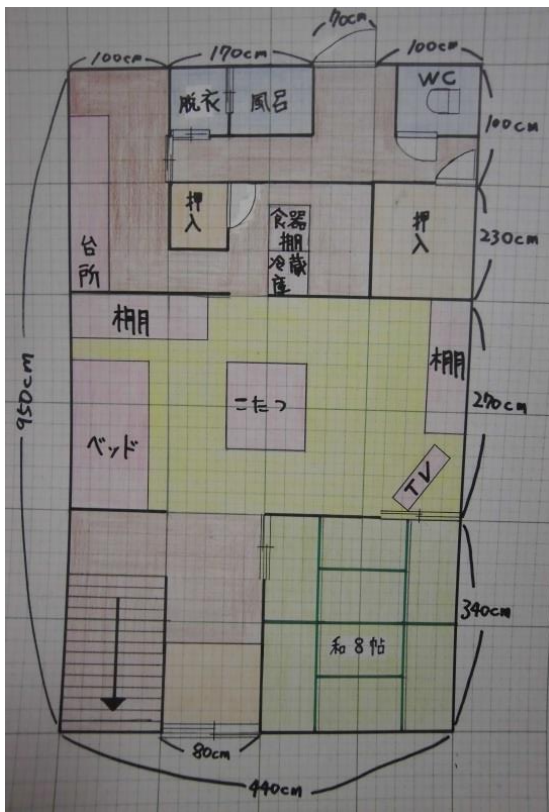 70cm
100cm
170cm
100cm
WC
脱衣
風呂
100cm
押
入
食器
棚
冷蔵
庫
押
入
台
所
230cm
棚
棚
こたつ
270cm
950cm
ベッド
TV
340cm
和8帖
80cm
440cm